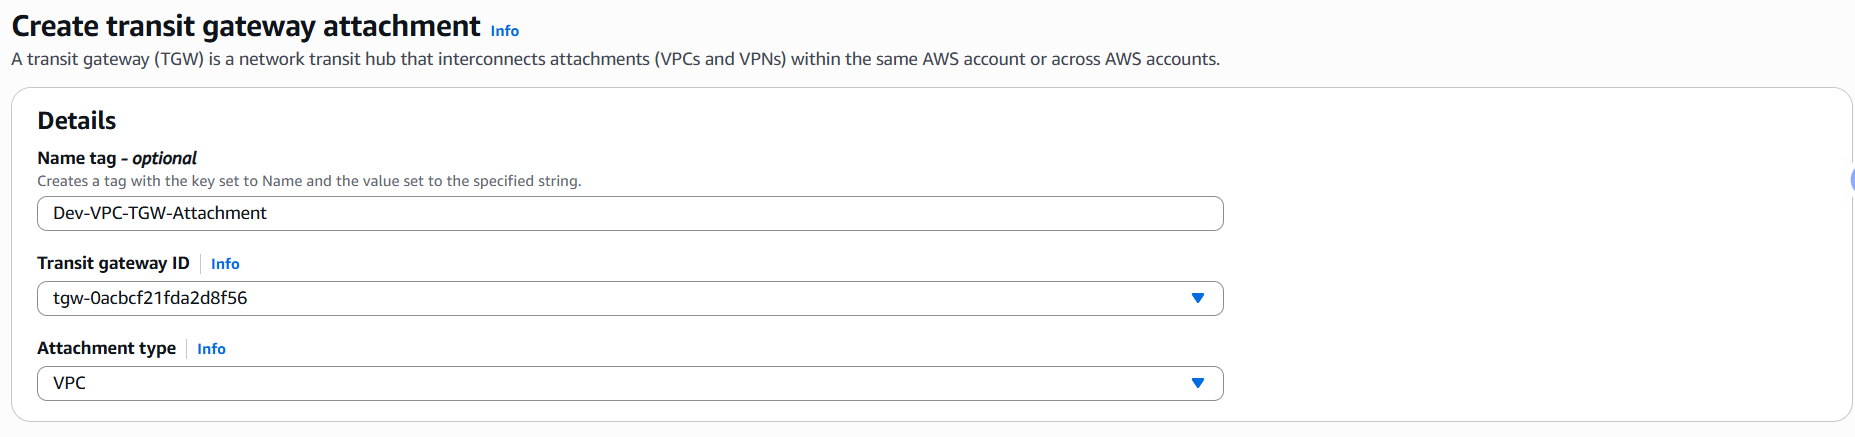 Create transit gateway attachment Info
A transit gateway (TGW) is a network transit hub that interconnects attachments (VPCs and VPNs) within the same AWS account or across AWS accounts.
Details
Name tag - optional
Creates a tag with the key set to Name and the value set to the specified string.
Dev-VPC-TGW-Attachment
Transit gateway ID Info
tgw-0acbcf21fda2d8f56
Attachment type Info
VPC